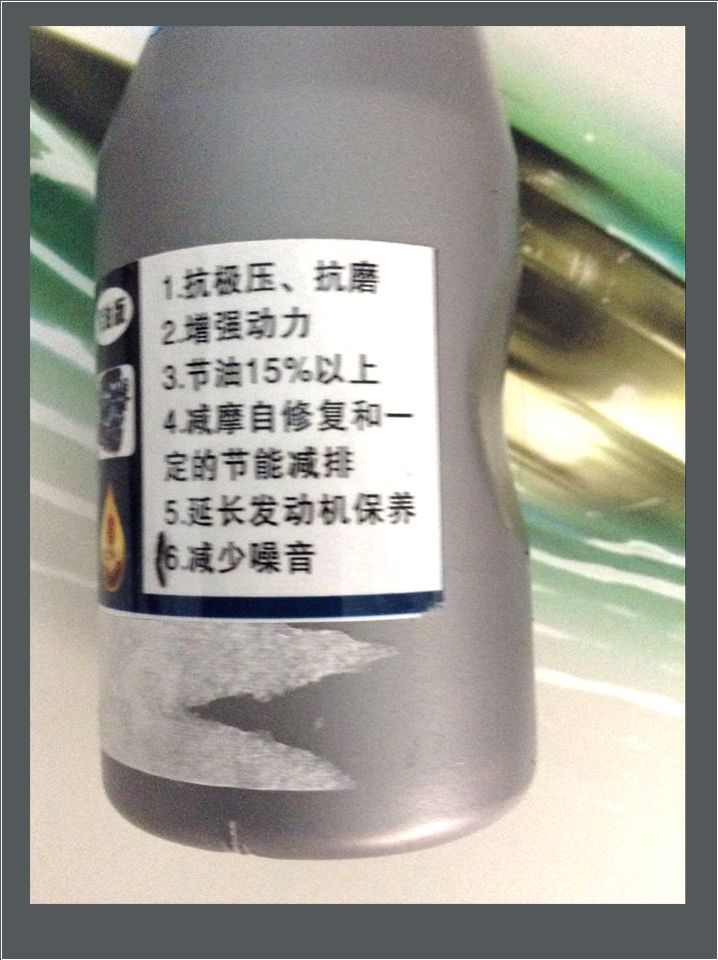 1.抗极压、抗磨
2.增强动力
3.节油15%以上
4.减摩自修复和一
定的节能减排
5.延长发动机保养
6.减少噪音